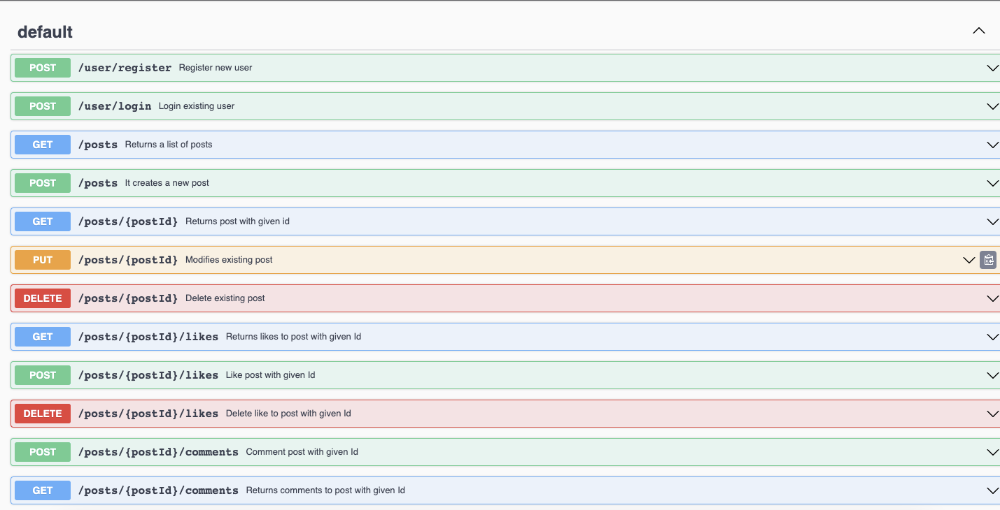 default
POST /user/register Register new user
POST /user/login Login existing user
GET /posts Returns a list of posts
POST /posts It creates a new post
GET /posts/{postId} Returns post with given id
PUT /posts/{postId} Modifies existing post
DELETE /posts/{postId} Delete existing post
GET /posts/{postId}/likes Returns likes to post with given Id
POST /posts/{postId}/likes Like post with given Id
DELETE /posts/{postId}/likes Delete like to post with given Id
POST /posts/{postId}/comments Comment post with given Id
GET /posts/{postId}/comments Returns comments to post with given Id